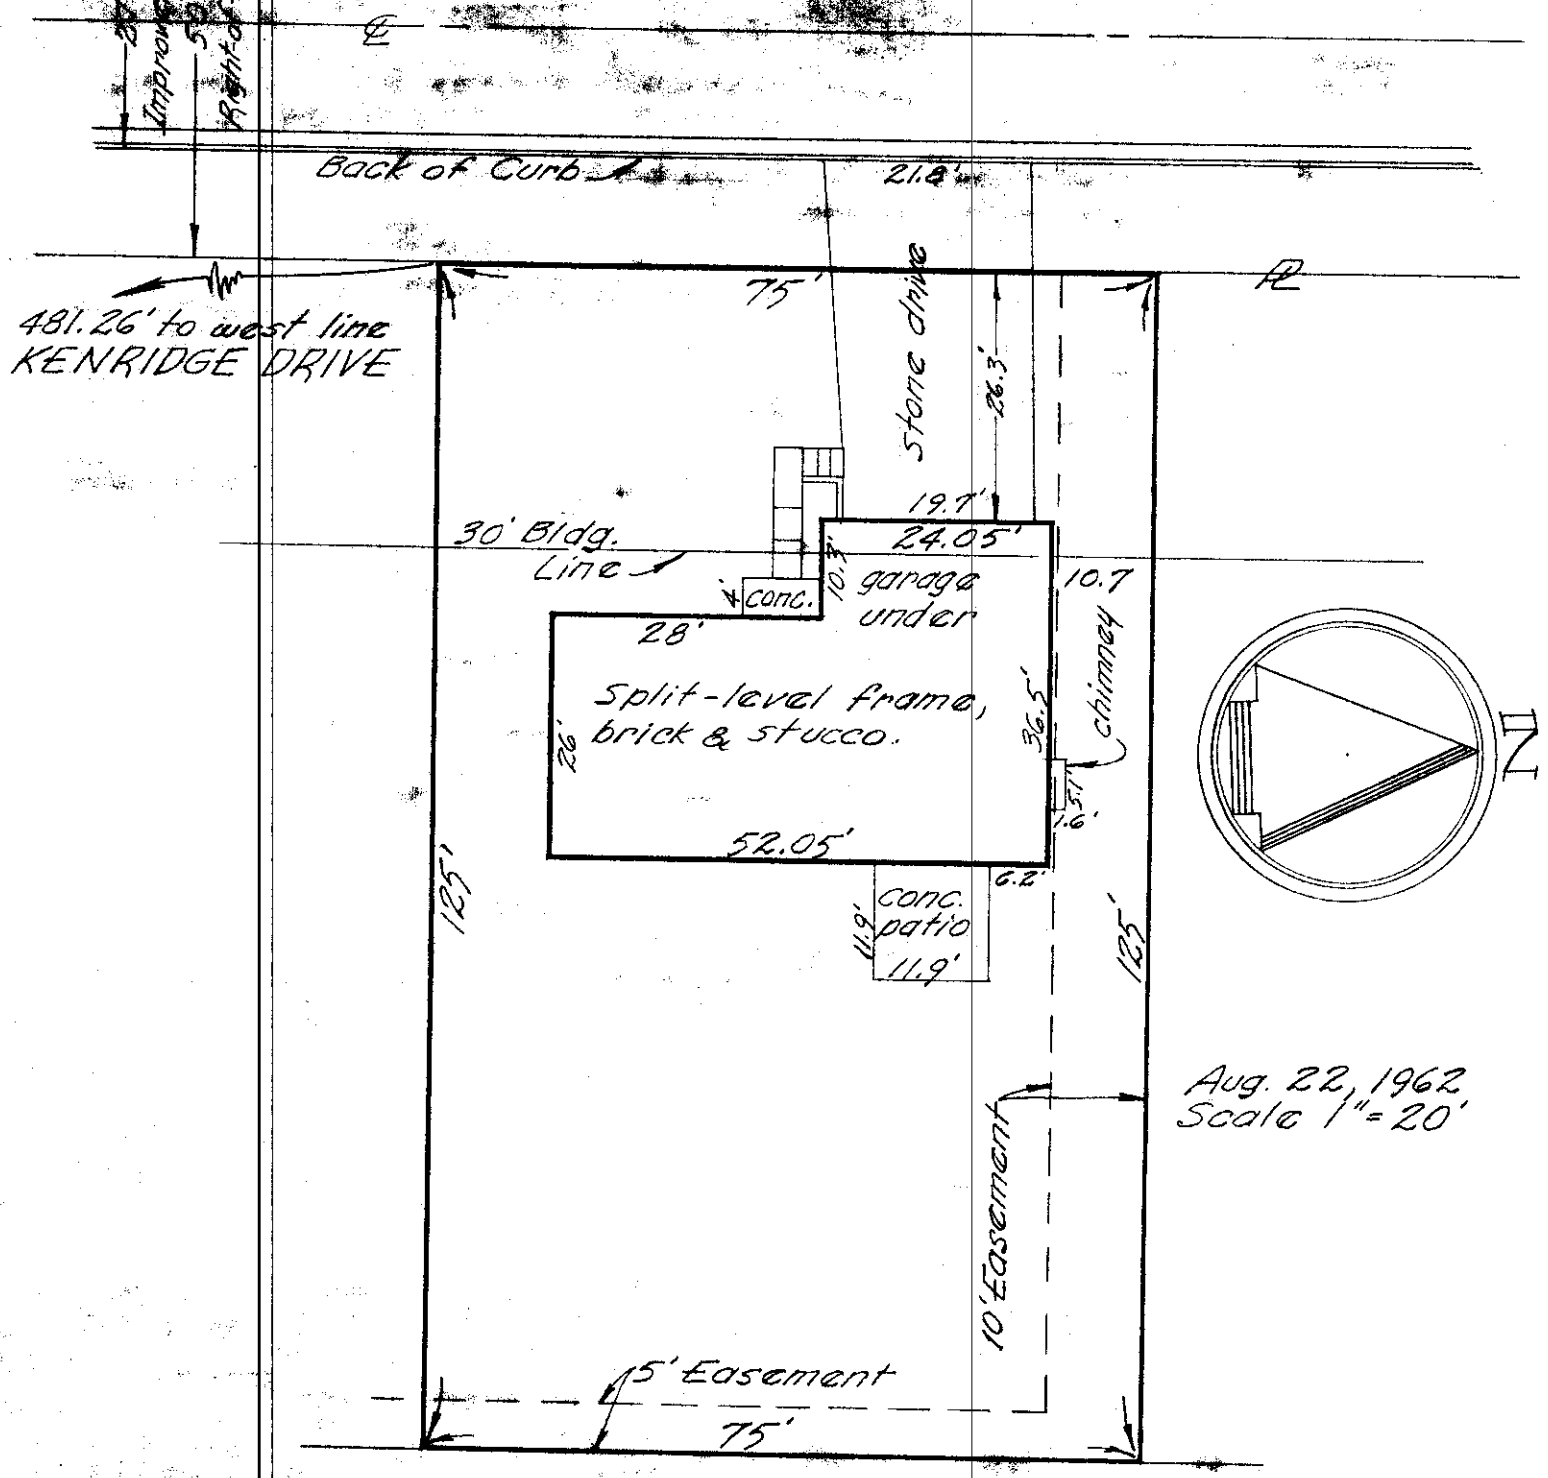 Improve
Right-of-
℄
Back of Curb
21.8'
75'
℄
481.26' to west line
KENRIDGE DRIVE
stone drive
26.3'
19.7'
30' Bldg.
Line
24.05'
10.3'
garage
under
10.7
4'
conc.
28'
chimney
Split-level frame,
brick & stucco.
26'
36.5'
5.1'
1.6'
N
52.05'
6.2'
conc.
patio
11.9'
11.9'
125'
125'
Aug. 22, 1962
Scale 1"= 20'
10' Easement
5' Easement
75'